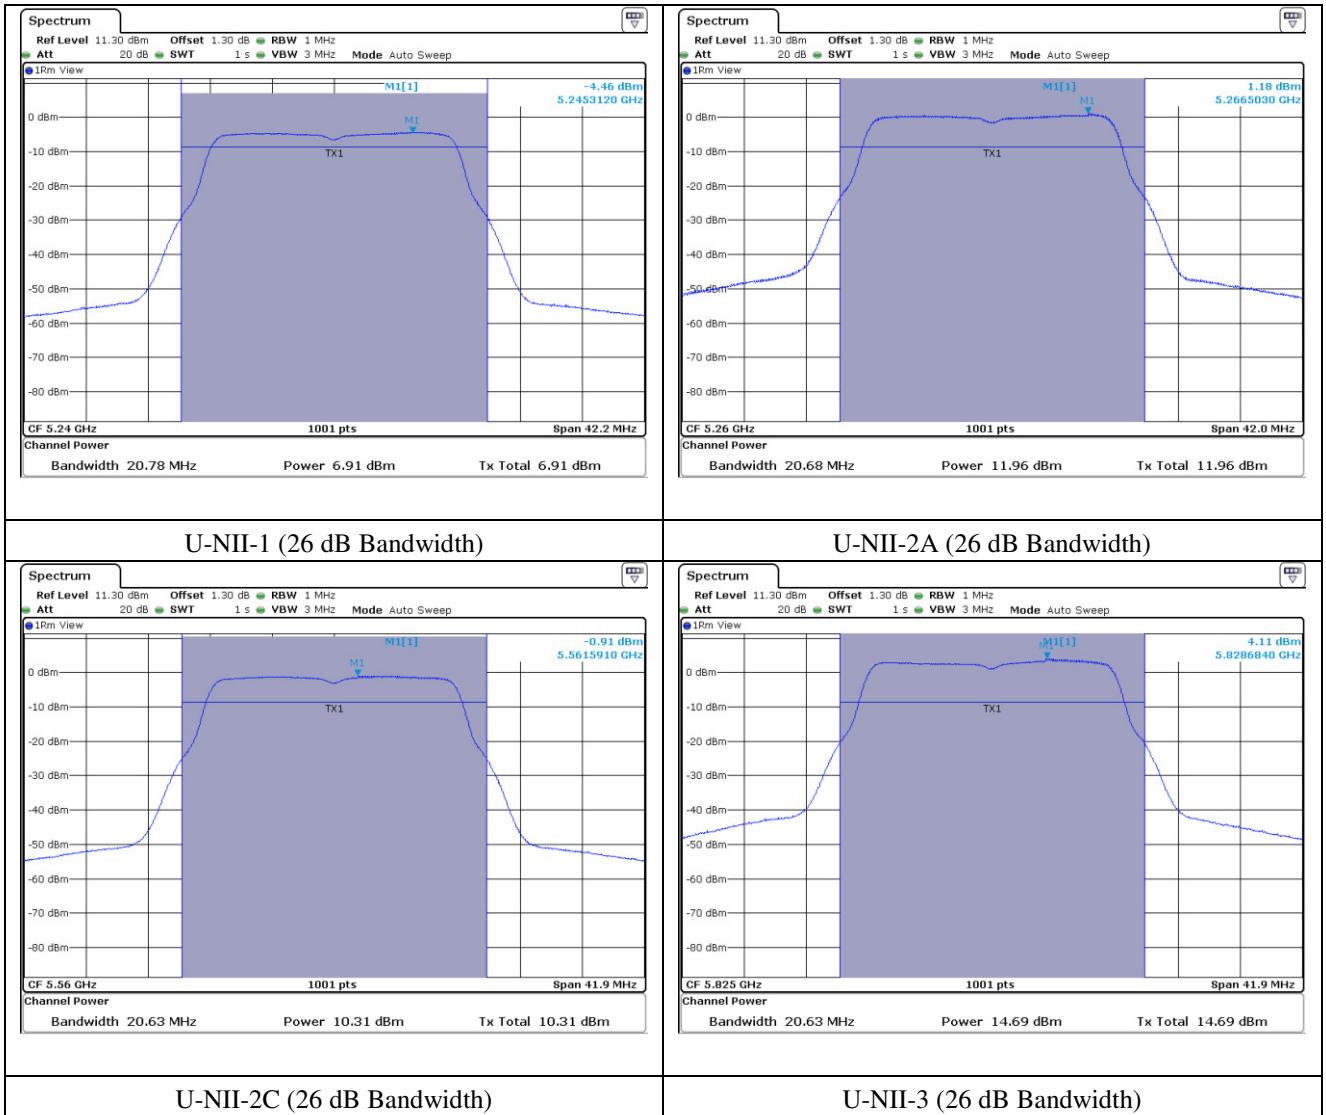 Spectrum
Ref Level 11.30 dBm Offset 1.30 dB RBW 1 MHz
Att 20 dB SWT 1 s VBW 3 MHz Mode Auto Sweep
1Rm View
M1[1] -4.46 dBm
5.2453120 GHz
M1
0 dBm
TX1
-10 dBm
-20 dBm
-30 dBm
-40 dBm
-50 dBm
-60 dBm
-70 dBm
-80 dBm
CF 5.24 GHz 1001 pts Span 42.2 MHz
Channel Power
Bandwidth 20.78 MHz Power 6.91 dBm Tx Total 6.91 dBm
U-NII-1 (26 dB Bandwidth)
Spectrum
Ref Level 11.30 dBm Offset 1.30 dB RBW 1 MHz
Att 20 dB SWT 1 s VBW 3 MHz Mode Auto Sweep
1Rm View
M1[1] 1.18 dBm
5.2665030 GHz
M1
0 dBm
-10 dBm
TX1
-20 dBm
-30 dBm
-40 dBm
-50 dBm
-60 dBm
-70 dBm
-80 dBm
CF 5.26 GHz 1001 pts Span 42.0 MHz
Channel Power
Bandwidth 20.68 MHz Power 11.96 dBm Tx Total 11.96 dBm
U-NII-2A (26 dB Bandwidth)
Spectrum
Ref Level 11.30 dBm Offset 1.30 dB RBW 1 MHz
Att 20 dB SWT 1 s VBW 3 MHz Mode Auto Sweep
1Rm View
M1[1] -0.91 dBm
5.5615910 GHz
M1
0 dBm
-10 dBm
TX1
-20 dBm
-30 dBm
-40 dBm
-50 dBm
-60 dBm
-70 dBm
-80 dBm
CF 5.56 GHz 1001 pts Span 41.9 MHz
Channel Power
Bandwidth 20.63 MHz Power 10.31 dBm Tx Total 10.31 dBm
U-NII-2C (26 dB Bandwidth)
Spectrum
Ref Level 11.30 dBm Offset 1.30 dB RBW 1 MHz
Att 20 dB SWT 1 s VBW 3 MHz Mode Auto Sweep
1Rm View
M1[1] 4.11 dBm
5.8286840 GHz
M1
0 dBm
-10 dBm
TX1
-20 dBm
-30 dBm
-40 dBm
-50 dBm
-60 dBm
-70 dBm
-80 dBm
CF 5.825 GHz 1001 pts Span 41.9 MHz
Channel Power
Bandwidth 20.63 MHz Power 14.69 dBm Tx Total 14.69 dBm
U-NII-3 (26 dB Bandwidth)